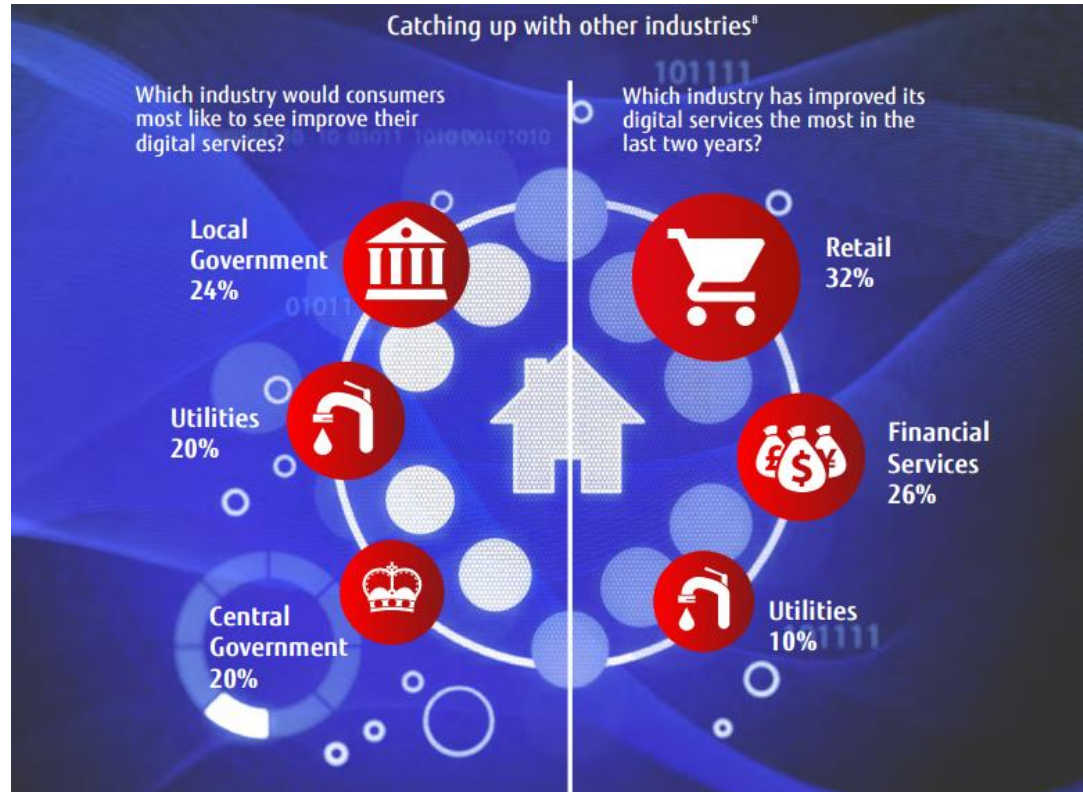 Catching up with other industries⁸
Which industry would consumers
most like to see improve their
digital services?
Local
Government
24%
Utilities
20%
Central
Government
20%
101111
Which industry has improved its
digital services the most in the
last two years?
Retail
32%
Financial
Services
26%
Utilities
10%